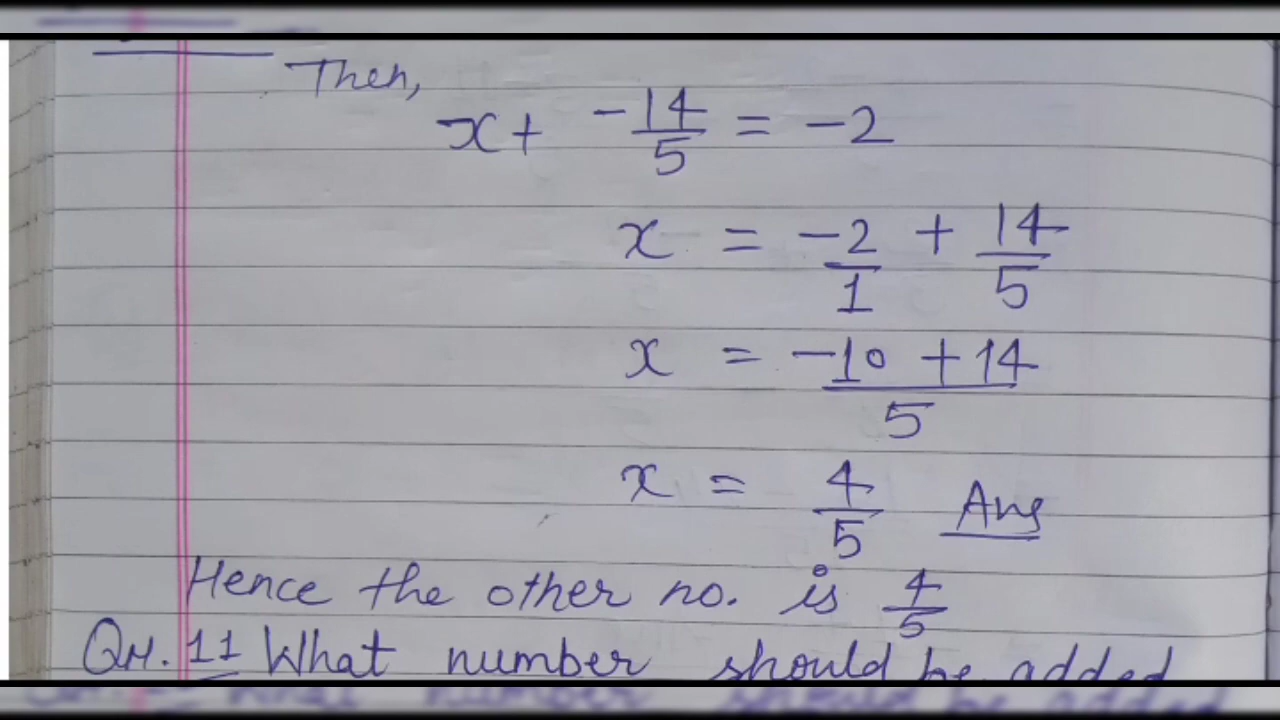 Then,
x + -14/5 = -2
x = -2/1 + 14/5
x = -10 + 14/5
x = 4/5 Ans
Hence the other no. is 4/5
Qn. 11 What number should be added